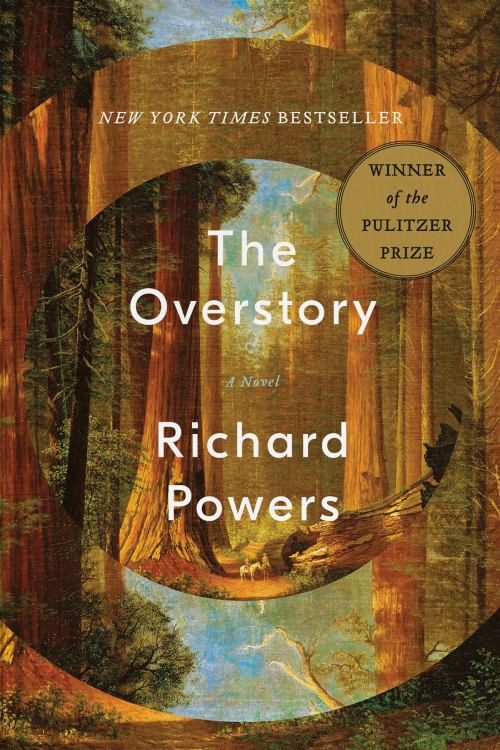 NEW YORK TIMES BESTSELLER
WINNER
of the
PULITZER
PRIZE
The
Overstory
A Novel
Richard
Powers